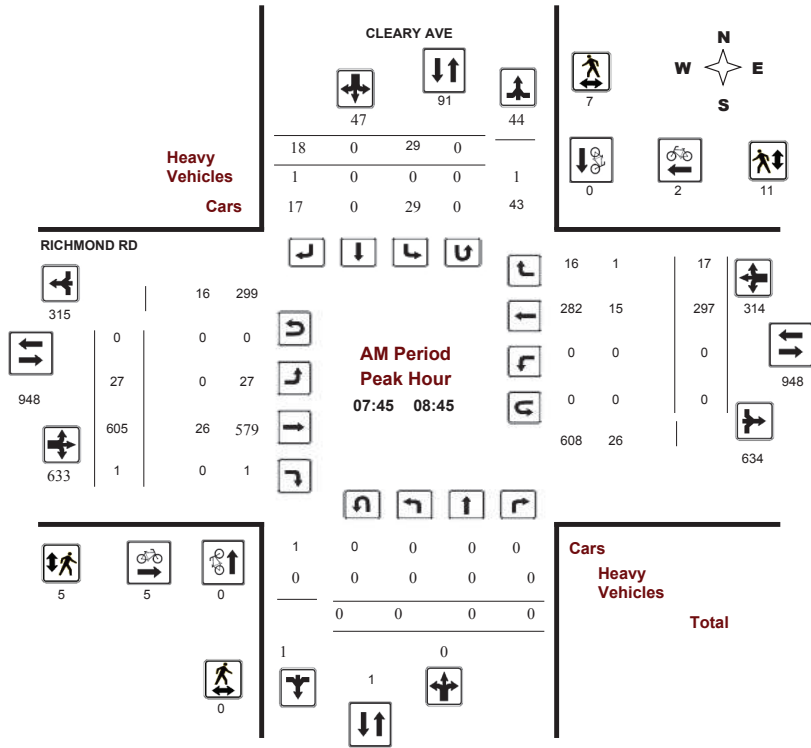 CLEARY AVE
N
W E
S
91
47 44
7
18 0 29 0
Heavy
Vehicles
1 0 0 0 1
0 2 11
Cars
17 0 29 0 43
RICHMOND RD
16 1 17
16 299
315
282 15 297 314
0 0 0
AM Period
Peak Hour
0 0 0
948
27 0 27
07:45 08:45
948
0 0 0
605 26 579
608 26
633
1 0 1
634
1 0 0 0 0
Cars
0 0 0 0 0
Heavy
Vehicles
5 5 0
0 0 0 0
Total
1 0
1
0